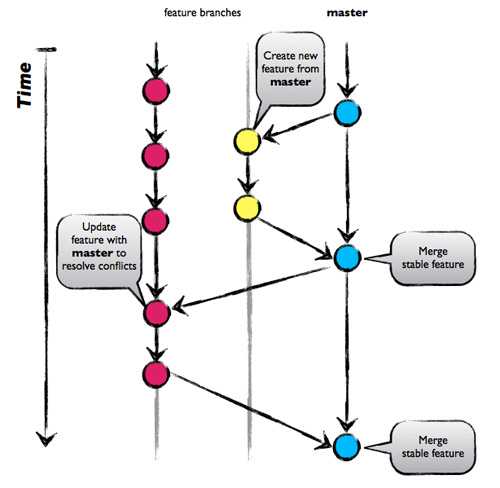 feature branches
master
Time
Create new
feature from
master
Update
feature with
master to
resolve conflicts
Merge
stable feature
Merge
stable feature